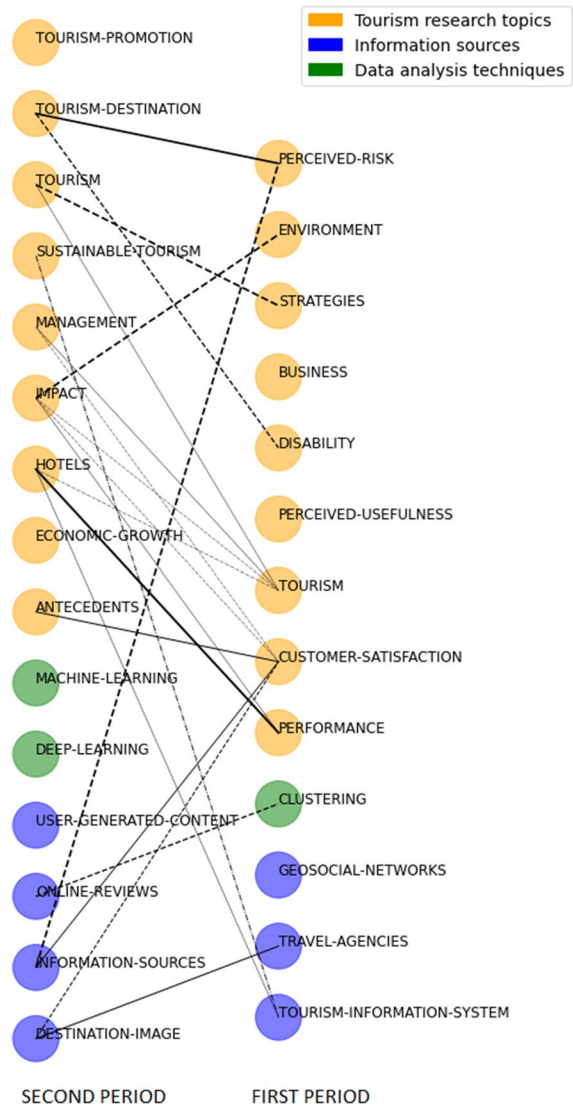 Tourism research topics
Information sources
Data analysis techniques
TOURISM-PROMOTION
TOURISM-DESTINATION
TOURISM
SUSTAINABLE-TOURISM
MANAGEMENT
IMPACT
HOTELS
ECONOMIC-GROWTH
ANTECEDENTS
MACHINE-LEARNING
DEEP-LEARNING
USER-GENERATED-CONTENT
ONLINE-REVIEWS
INFORMATION-SOURCES
DESTINATION-IMAGE
SECOND PERIOD
PERCEIVED-RISK
ENVIRONMENT
STRATEGIES
BUSINESS
DISABILITY
PERCEIVED-USEFULNESS
TOURISM
CUSTOMER-SATISFACTION
PERFORMANCE
CLUSTERING
GEOSOCIAL-NETWORKS
TRAVEL-AGENCIES
TOURISM-INFORMATION-SYSTEM
FIRST PERIOD